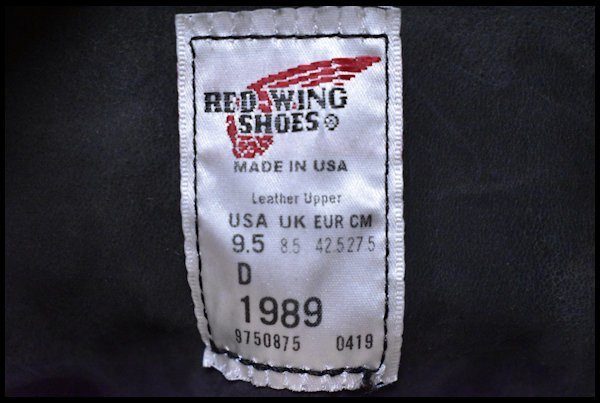 RED WING
SHOES®
MADE IN USA
Leather Upper
USA UK EUR CM
9.5 8.5 42.5 27.5
D
1989
9750875 0419